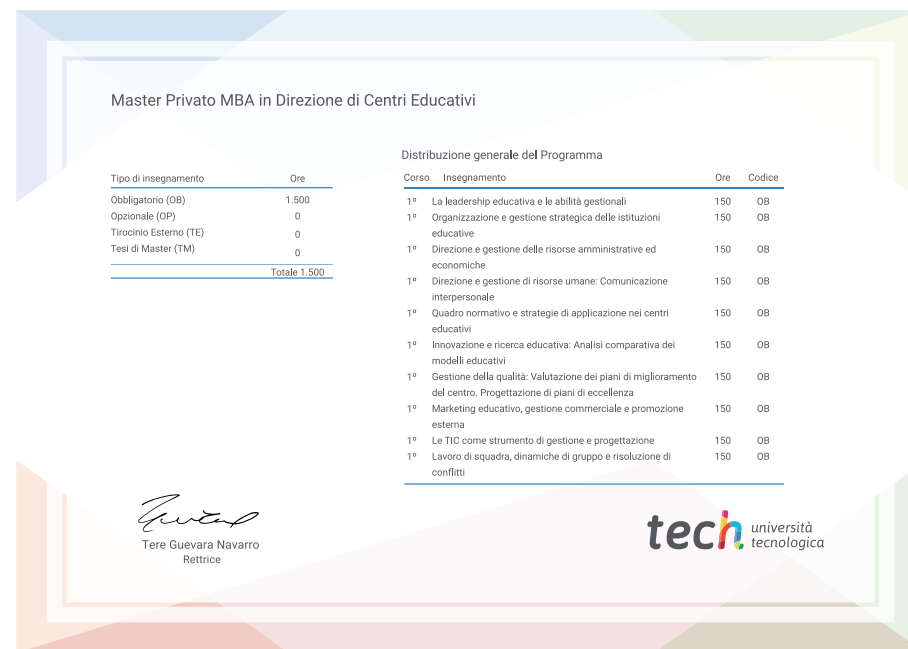 Master Privato MBA in Direzione di Centri Educativi
Tipo di insegnamento Ore
Obbligatorio (OB) 1.500
Opzionale (OP) 0
Tirocinio Esterno (TE) 0
Tesi di Master (TM) 0
Totale 1.500
Distribuzione generale del Programma
Corso Insegnamento Ore Codice
1º La leadership educativa e le abilità gestionali 150 OB
1º Organizzazione e gestione strategica delle istituzioni 150 OB
educative
1º Direzione e gestione delle risorse amministrative ed 150 OB
economiche
1º Direzione e gestione di risorse umane: Comunicazione 150 OB
interpersonale
1º Quadro normativo e strategie di applicazione nei centri 150 OB
educativi
1º Innovazione e ricerca educativa: Analisi comparativa dei 150 OB
modelli educativi
1º Gestione della qualità: Valutazione dei piani di miglioramento 150 OB
del centro. Progettazione di piani di eccellenza
1º Marketing educativo, gestione commerciale e promozione 150 OB
esterna
1º Le TIC come strumento di gestione e progettazione 150 OB
1º Lavoro di squadra, dinamiche di gruppo e risoluzione di 150 OB
conflitti
Tere Guevara Navarro
Rettrice
tech università
tecnologica